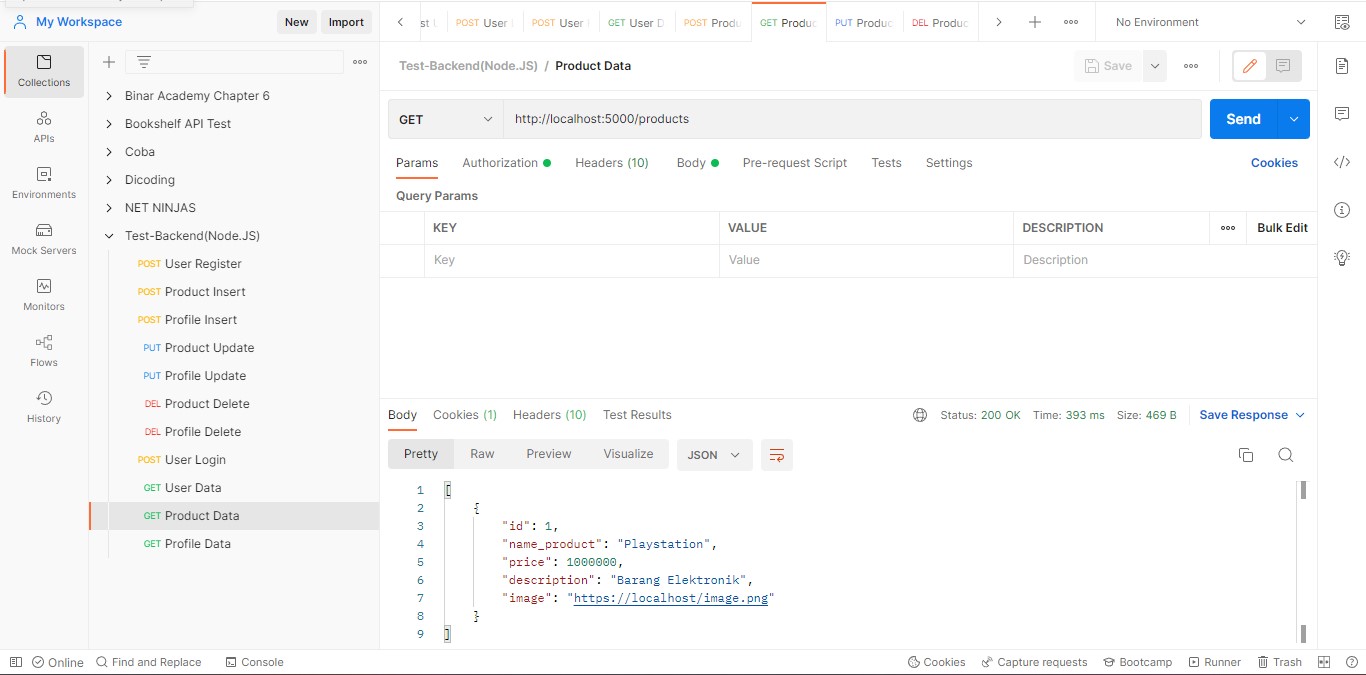 My Workspace
New
Import
st L
POST User
POST User
GET User D
POST Produ
GET Produc
PUT Produc
DEL Produc
No Environment
Collections
APIs
Environments
Mock Servers
Monitors
Flows
History
Binar Academy Chapter 6
Bookshelf API Test
Coba
Dicoding
NET NINJAS
Test-Backend(Node.JS)
POST User Register
POST Product Insert
POST Profile Insert
PUT Product Update
PUT Profile Update
DEL Product Delete
DEL Profile Delete
POST User Login
GET User Data
GET Product Data
GET Profile Data
Test-Backend(Node.JS) / Product Data
Save
GET
http://localhost:5000/products
Send
Params Authorization Headers (10) Body Pre-request Script Tests Settings Cookies
Query Params
KEY VALUE DESCRIPTION Bulk Edit
Key Value Description
Body Cookies (1) Headers (10) Test Results Status: 200 OK Time: 393 ms Size: 469 B Save Response
Pretty Raw Preview Visualize JSON
1 [
2 {
3 "id": 1,
4 "name_product": "Playstation",
5 "price": 1000000,
6 "description": "Barang Elektronik",
7 "image": "https://localhost/image.png"
8 }
9 ]
Online Find and Replace Console Cookies Capture requests Bootcamp Runner Trash